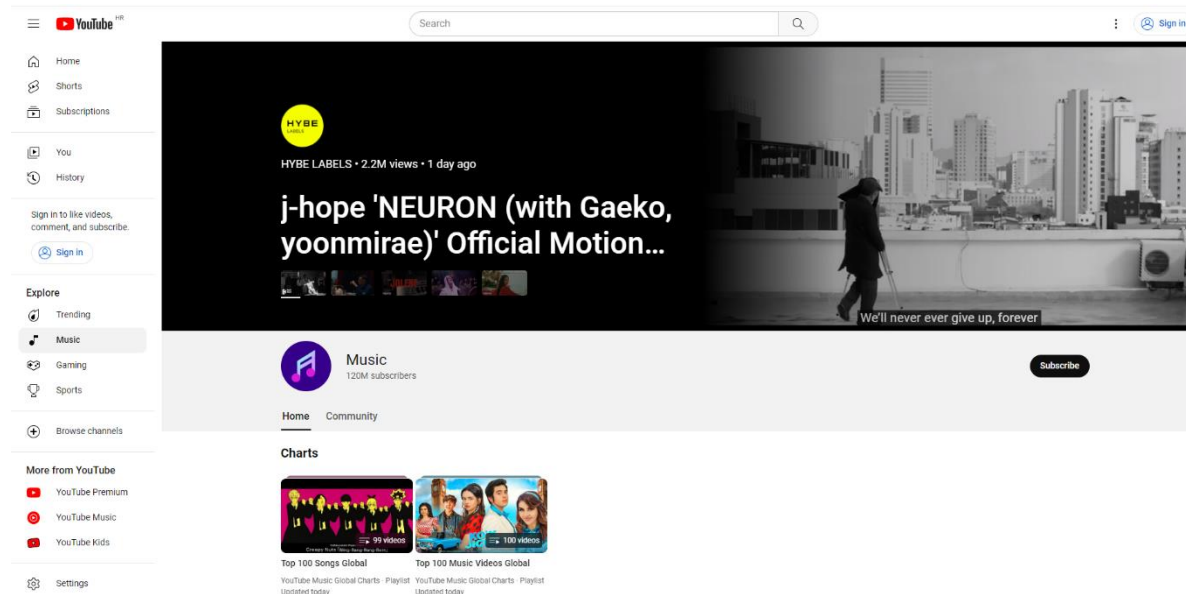 YouTube HR
Search
Sign in
Home
Shorts
Subscriptions
You
History
Sign in to like videos,
comment, and subscribe.
Sign in
Explore
Trending
Music
Gaming
Sports
Browse channels
More from YouTube
YouTube Premium
YouTube Music
YouTube Kids
Settings
HYBE
LABELS
HYBE LABELS • 2.2M views • 1 day ago
j-hope 'NEURON (with Gaeko,
yoonmirae)' Official Motion...
We'll never ever give up, forever
Music
120M subscribers
Subscribe
Home Community
Charts
99 videos
100 videos
Top 100 Songs Global
YouTube Music Global Charts · Playlist
Updated today
Top 100 Music Videos Global
YouTube Music Global Charts · Playlist
Updated today